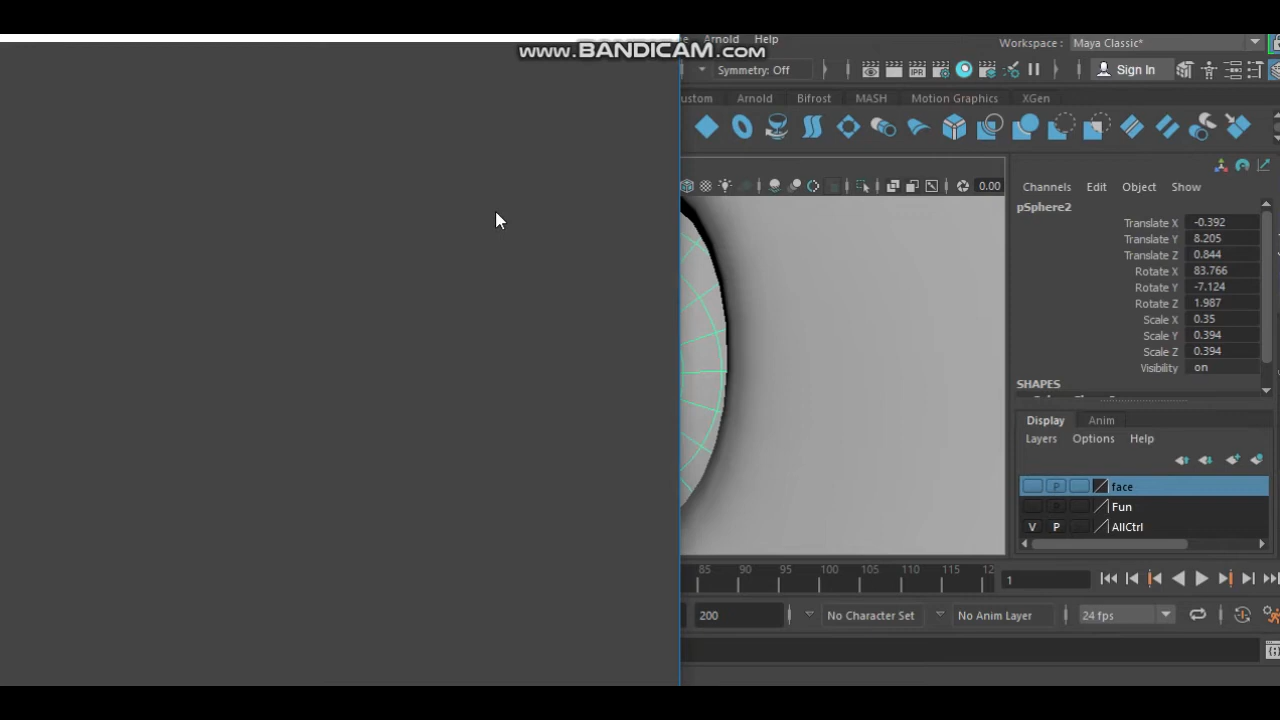 Arnold Help
Workspace : Maya Classic*
www.BANDICAM.com
Symmetry: Off
Sign In
Arnold Bifrost MASH Motion Graphics XGen
0.00
Channels Edit Object Show
pSphere2
Translate X -0.392
Translate Y 8.205
Translate Z 0.844
Rotate X 83.766
Rotate Y -7.124
Rotate Z 1.987
Scale X 0.35
Scale Y 0.394
Scale Z 0.394
Visibility on
SHAPES
Display Anim
Layers Options Help
P face
P Fun
V P AllCtrl
85 90 95 100 105 110 115 12
1
200 No Character Set No Anim Layer 24 fps